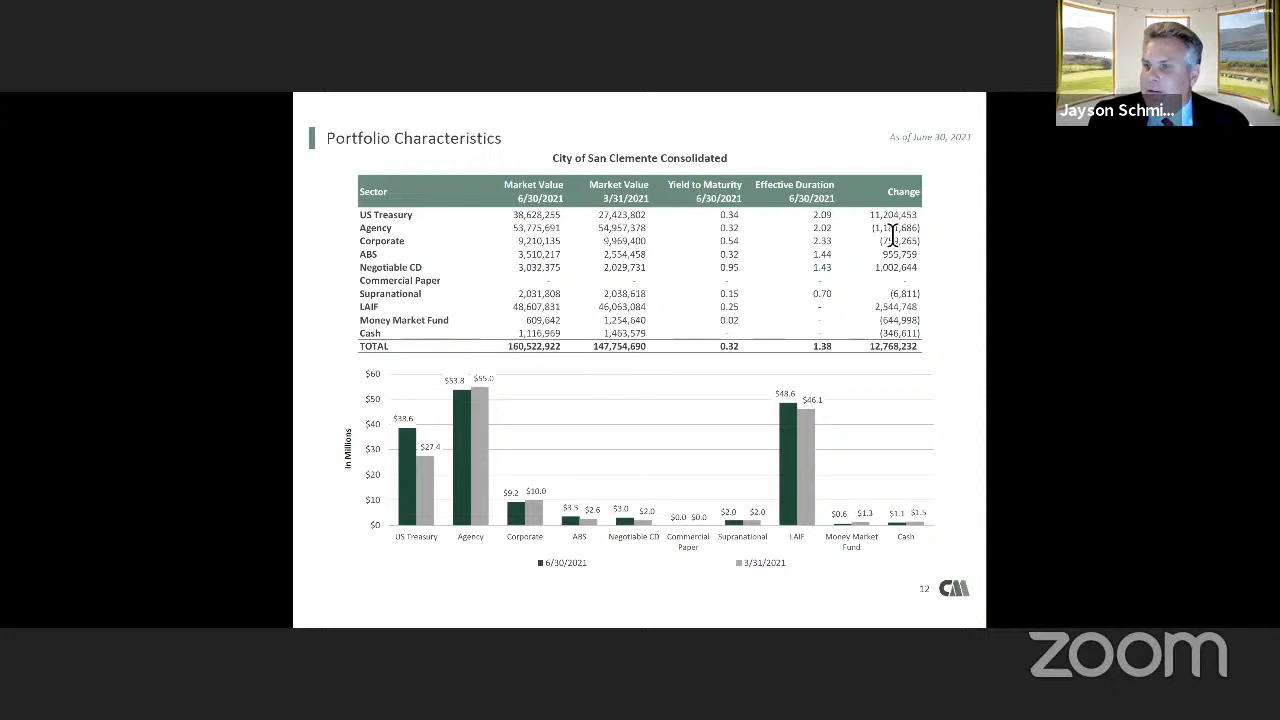 Jayson Schmi...
Portfolio Characteristics
As of June 30, 2021
City of San Clemente Consolidated
Sector Market Value 6/30/2021 Market Value 3/31/2021 Yield to Maturity 6/30/2021 Effective Duration 6/30/2021 Change
US Treasury 38,628,255 27,423,802 0.34 2.09 11,204,453
Agency 53,775,691 54,957,378 0.32 2.02
Corporate 9,210,135 9,969,400 0.54 2.33
ABS 3,510,217 2,554,458 0.32 1.44 955,759
Negotiable CD 3,032,375 2,029,731 0.95 1.43 1,002,644
Commercial Paper - - - - -
Supranational 2,031,808 2,038,618 0.15 0.70 (6,811)
LAIF 48,607,831 46,063,084 0.25 - 2,544,748
Money Market Fund 609,642 1,254,640 0.02 - (644,998)
Cash 1,116,969 1,463,579 - - (346,611)
TOTAL 160,522,922 147,754,690 0.32 1.38 12,768,232
In Millions
$60
$50
$40
$30
$20
$10
$0
$38.6 $27.4
$53.8 $55.0
$9.2 $10.0
$3.5 $2.6
$3.0 $2.0
$0.0 $0.0
$2.0 $2.0
$48.6 $46.1
$0.6 $1.3
$1.1 $1.5
US Treasury Agency Corporate ABS Negotiable CD Commercial Paper Supranational LAIF Money Market Fund Cash
6/30/2021 3/31/2021
12 CM
zoom